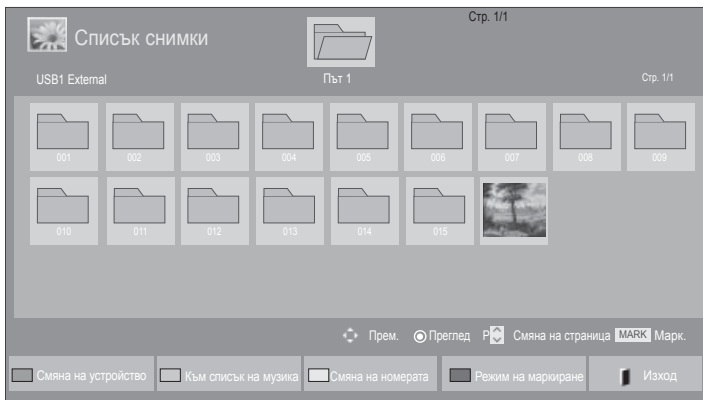 Стр. 1/1
Списък снимки
USB1 External Път 1 Стр. 1/1
001 002 003 004 005 006 007 008 009
010 011 012 013 014 015
Прем. Преглед P Смяна на страница MARK Марк.
Смяна на устройство Към списък на музика Смяна на номерата Режим на маркиране Изход